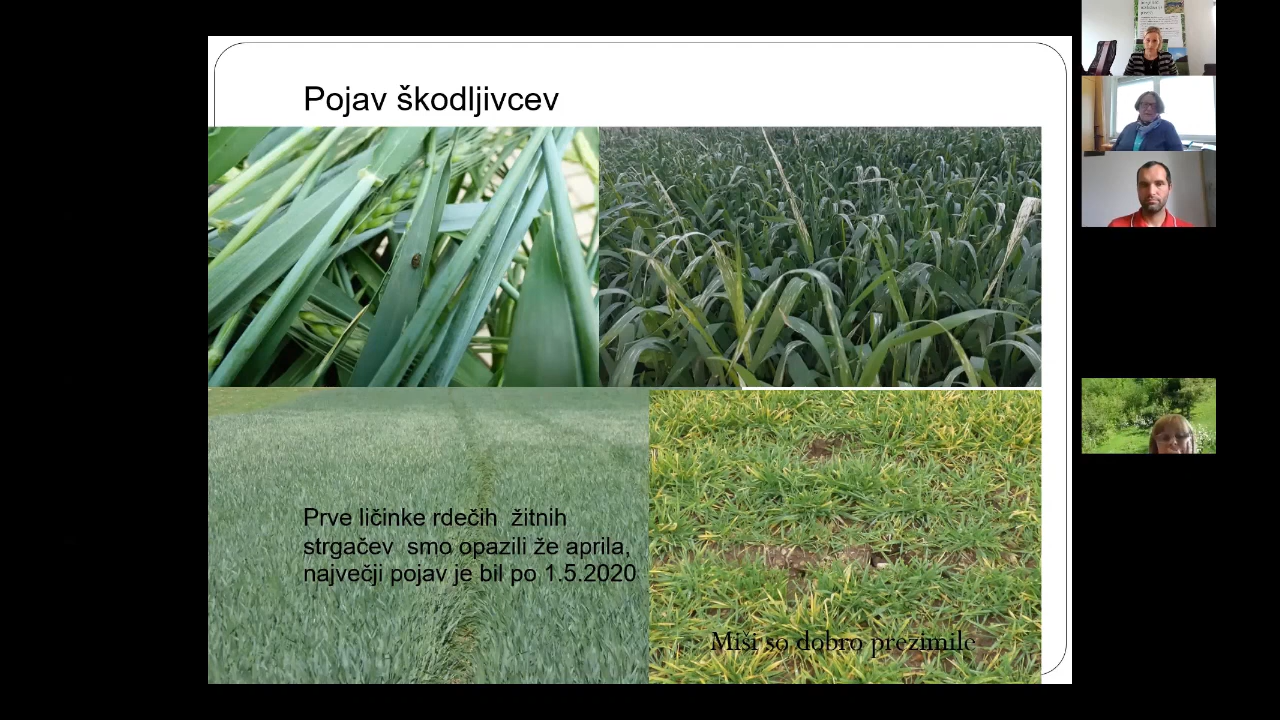 Pojav škodljivcev
Prve ličinke rdečih žitnih
strgačev smo opazili že aprila,
največji pojav je bil po 1.5.2020
Miši so dobro prezimile